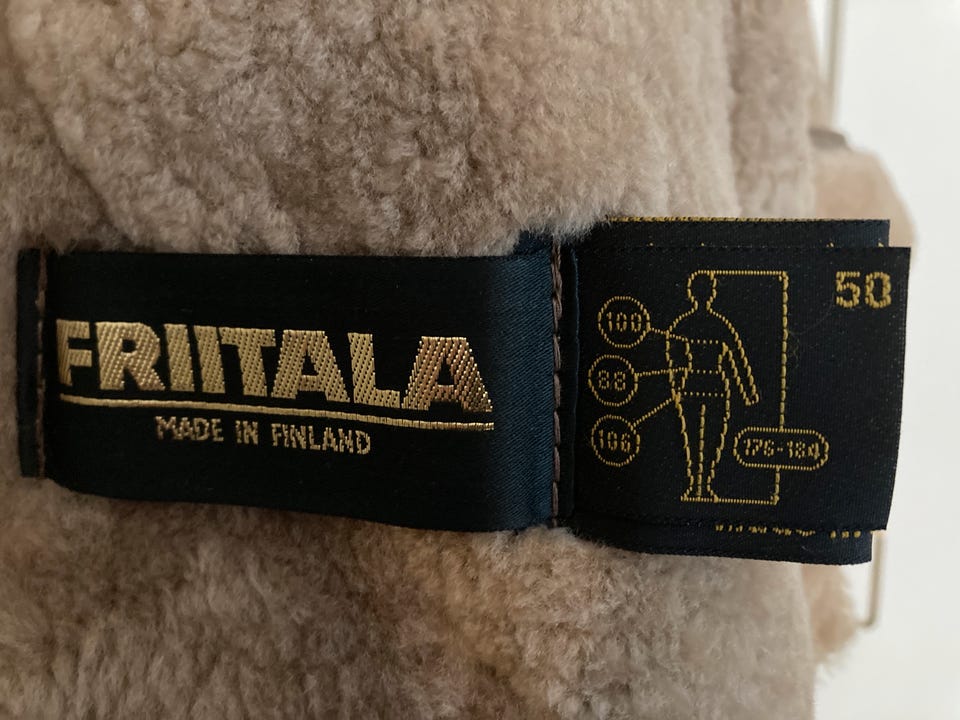 FRIITALA
MADE IN FINLAND
50
100
88
106
176-184